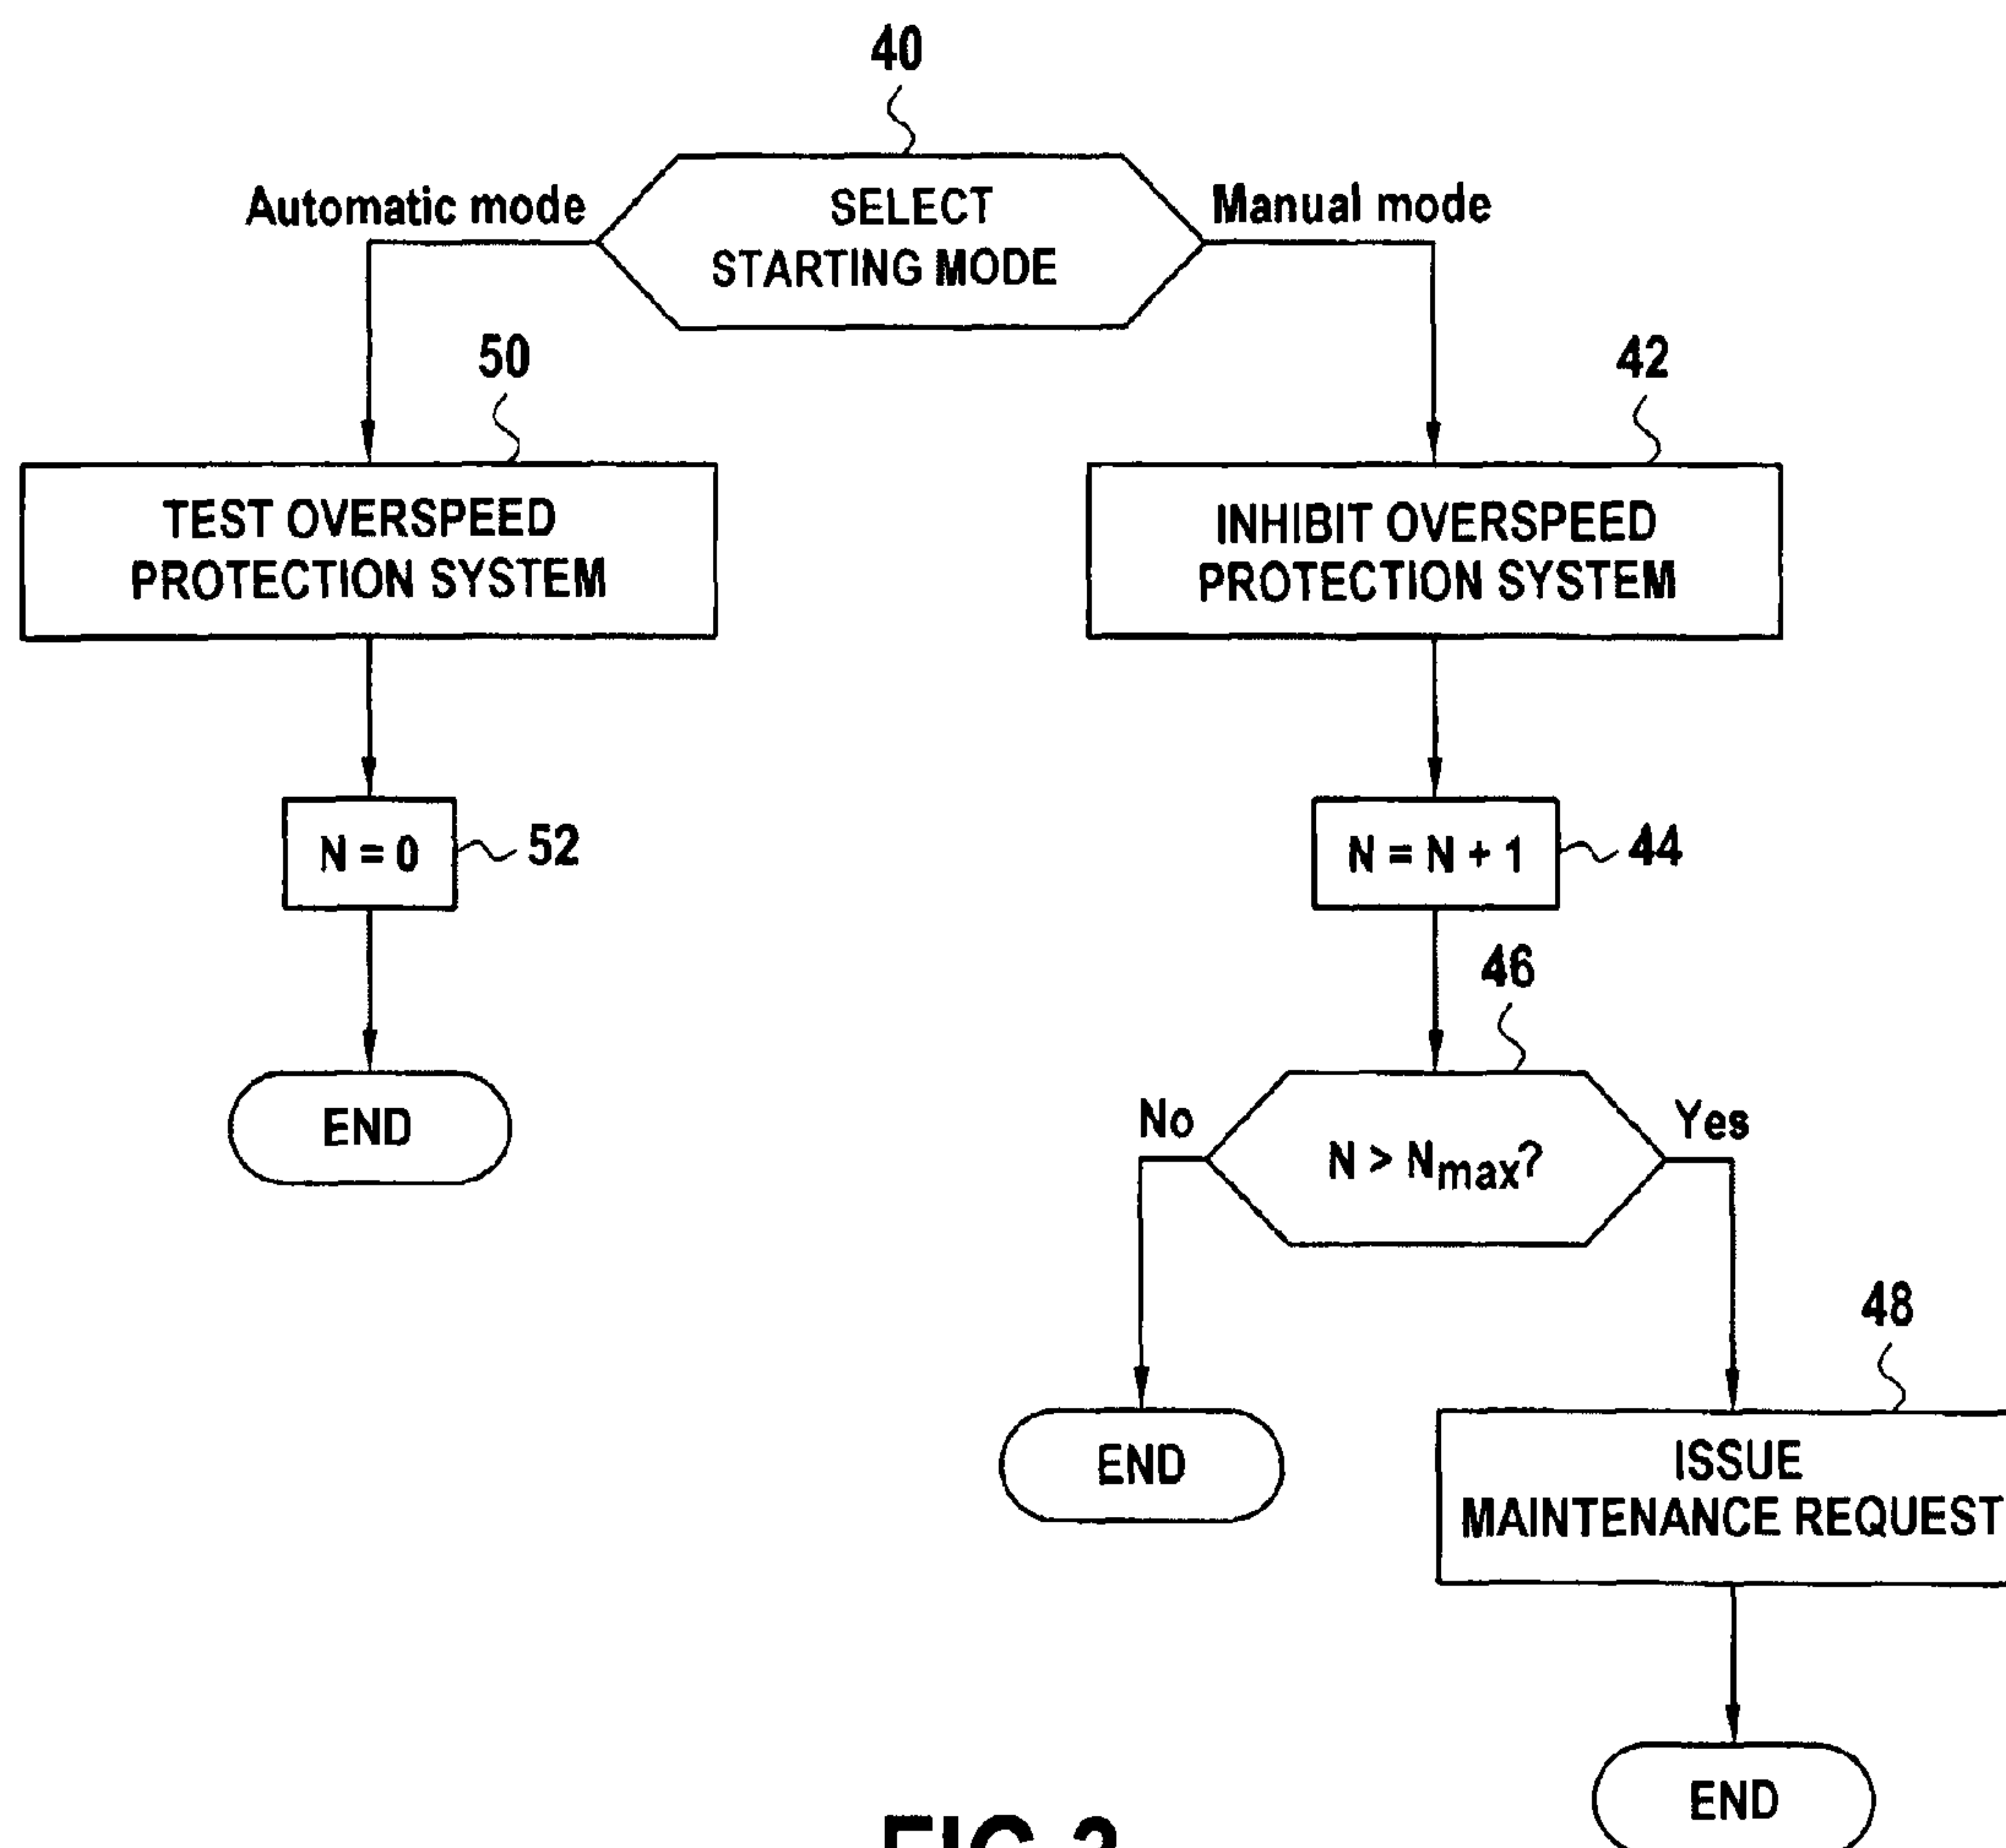 40
Automatic mode
SELECT
STARTING MODE
Manual mode
50
42
TEST OVERSPEED
PROTECTION SYSTEM
INHIBIT OVERSPEED
PROTECTION SYSTEM
N = 0
52
N = N + 1
44
46
END
No
N > Nmax?
Yes
48
END
ISSUE
MAINTENANCE REQUEST
END